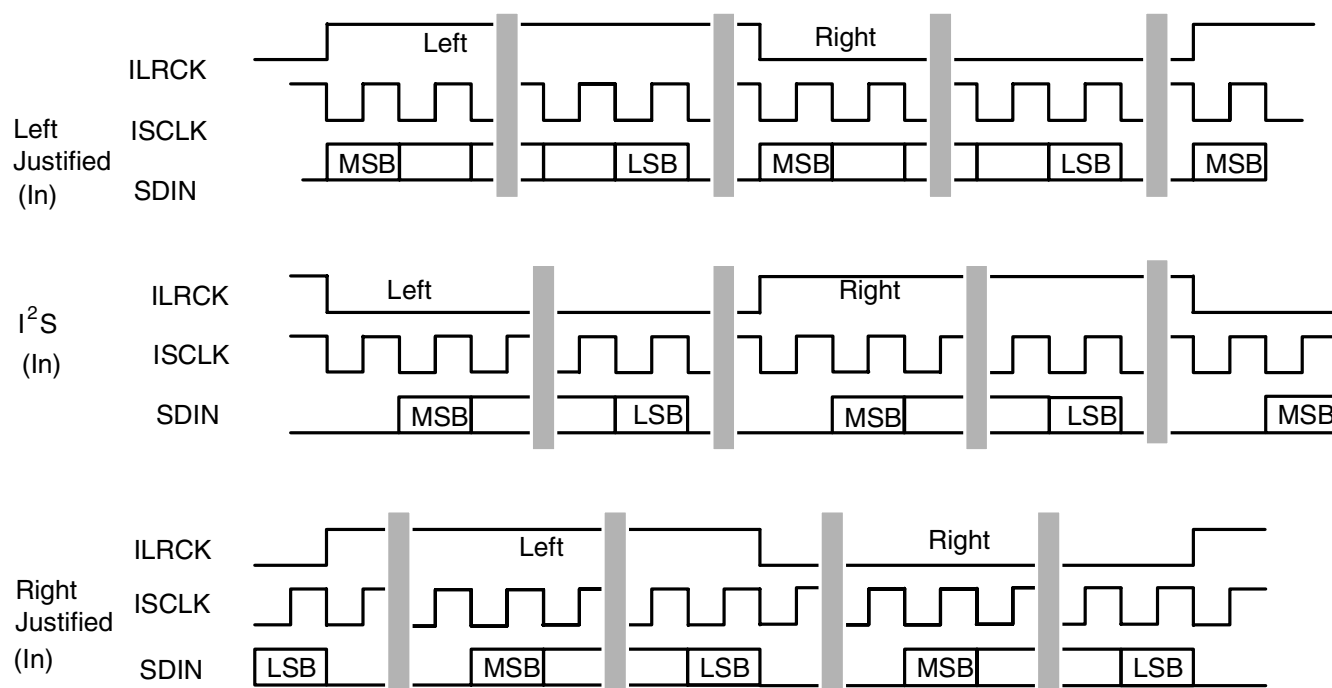 Left Right
ILRCK
ISCLK
Left
Justified
(In)
MSB LSB MSB LSB MSB
SDIN
ILRCK Left Right
I²S
(In)
ISCLK
SDIN MSB LSB MSB LSB MSB
ILRCK Left Right
Right
Justified
(In)
ISCLK
SDIN LSB MSB LSB MSB LSB